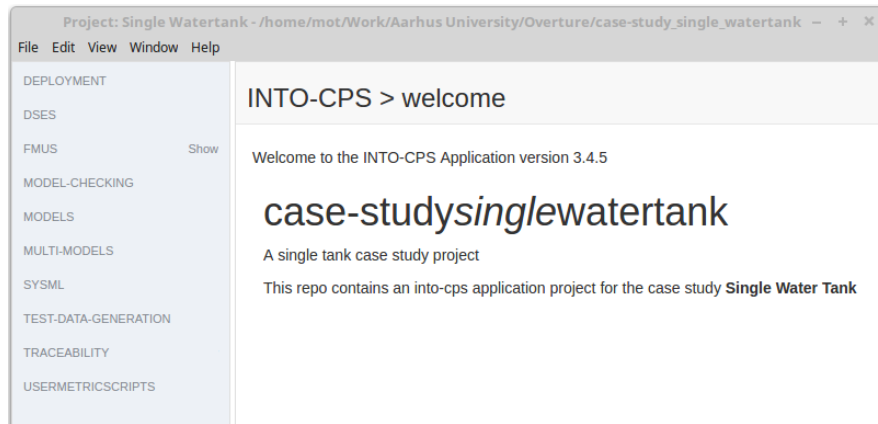 Project: Single Watertank - /home/mot/Work/Aarhus University/Overture/case-study_single_watertank
File Edit View Window Help
DEPLOYMENT
DSES
FMUS Show
MODEL-CHECKING
MODELS
MULTI-MODELS
SYSML
TEST-DATA-GENERATION
TRACEABILITY
USERMETRICSCRIPTS
INTO-CPS > welcome
Welcome to the INTO-CPS Application version 3.4.5
case-studysinglewatertank
A single tank case study project
This repo contains an into-cps application project for the case study Single Water Tank